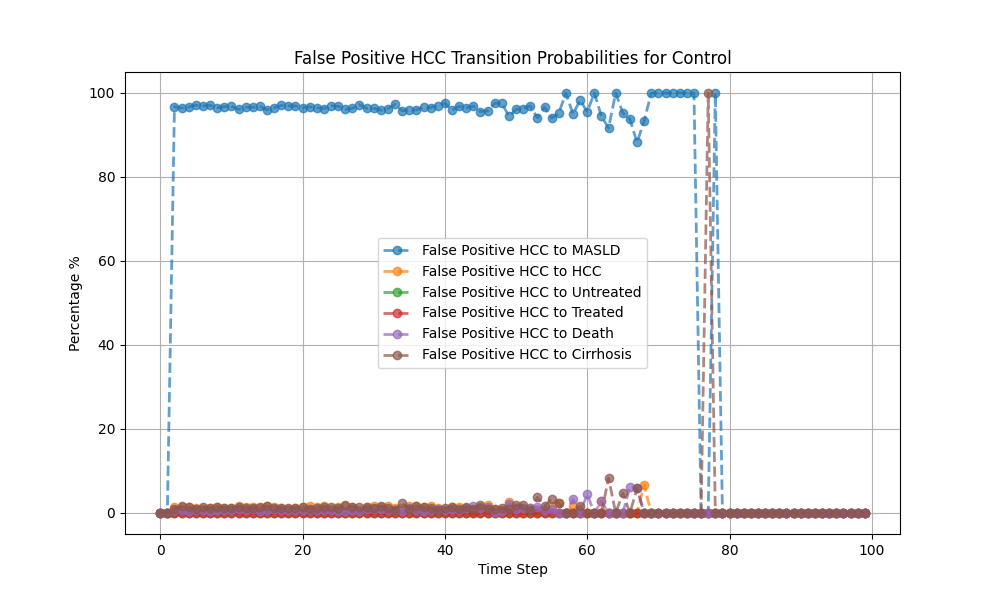 False Positive HCC Transition Probabilities for Control
Percentage %
100
80
60
40
20
0
False Positive HCC to MASLD
False Positive HCC to HCC
False Positive HCC to Untreated
False Positive HCC to Treated
False Positive HCC to Death
False Positive HCC to Cirrhosis
0 20 40 60 80 100
Time Step